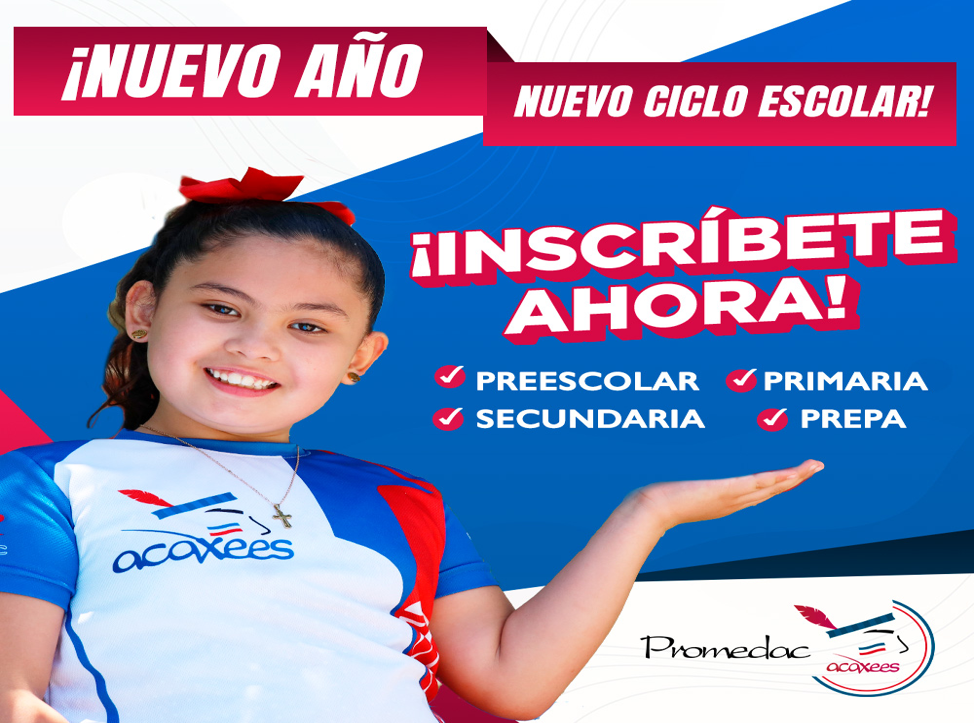 ¡NUEVO AÑO
NUEVO CICLO ESCOLAR!
¡INSCRÍBETE
AHORA!
PREESCOLAR
PRIMARIA
SECUNDARIA
PREPA
acaxees
Promedac
acaxees